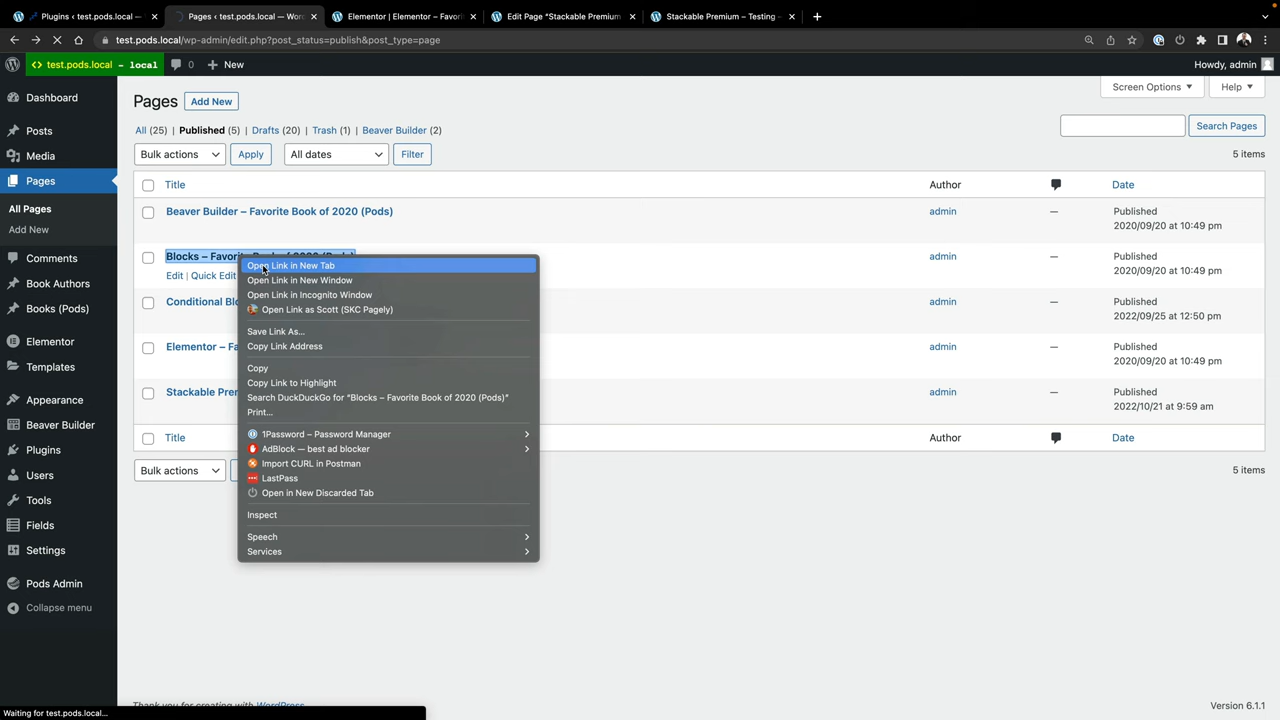 Plugins ‹ test.pods.local — 
Pages ‹ test.pods.local — Wor
Elementor | Elementor – Favori
Edit Page "Stackable Premium
Stackable Premium – Testing –
test.pods.local/wp-admin/edit.php?post_status=publish&post_type=page
<> test.pods.local - local
0
+ New
Howdy, admin
Dashboard
Posts
Media
Pages
All Pages
Add New
Comments
Book Authors
Books (Pods)
Elementor
Templates
Appearance
Beaver Builder
Plugins
Users
Tools
Fields
Settings
Pods Admin
Collapse menu
Pages
Add New
Screen Options ▼
Help ▼
All (25) | Published (5) | Drafts (20) | Trash (1) | Beaver Builder (2)
Search Pages
Bulk actions
Apply
All dates
Filter
5 items
Title
Author
Date
Beaver Builder – Favorite Book of 2020 (Pods)
admin
—
Published
2020/09/20 at 10:49 pm
Blocks – Favorite Book of 2020 (Pods)
Edit | Quick Edit
admin
—
Published
2020/09/20 at 10:49 pm
Conditional Blo
admin
—
Published
2022/09/25 at 12:50 pm
Elementor – Fa
admin
—
Published
2020/09/20 at 10:49 pm
Stackable Prem
admin
—
Published
2022/10/21 at 9:59 am
Title
Author
Date
Bulk actions
5 items
Open Link in New Tab
Open Link in New Window
Open Link in Incognito Window
Open Link as Scott (SKC Pagely)
Save Link As...
Copy Link Address
Copy
Copy Link to Highlight
Search DuckDuckGo for "Blocks – Favorite Book of 2020 (Pods)"
Print...
1Password – Password Manager
AdBlock — best ad blocker
Import CURL in Postman
LastPass
Open in New Discarded Tab
Inspect
Speech
Services
Thank you for creating with WordPress.
Version 6.1.1
Waiting for test.pods.local...